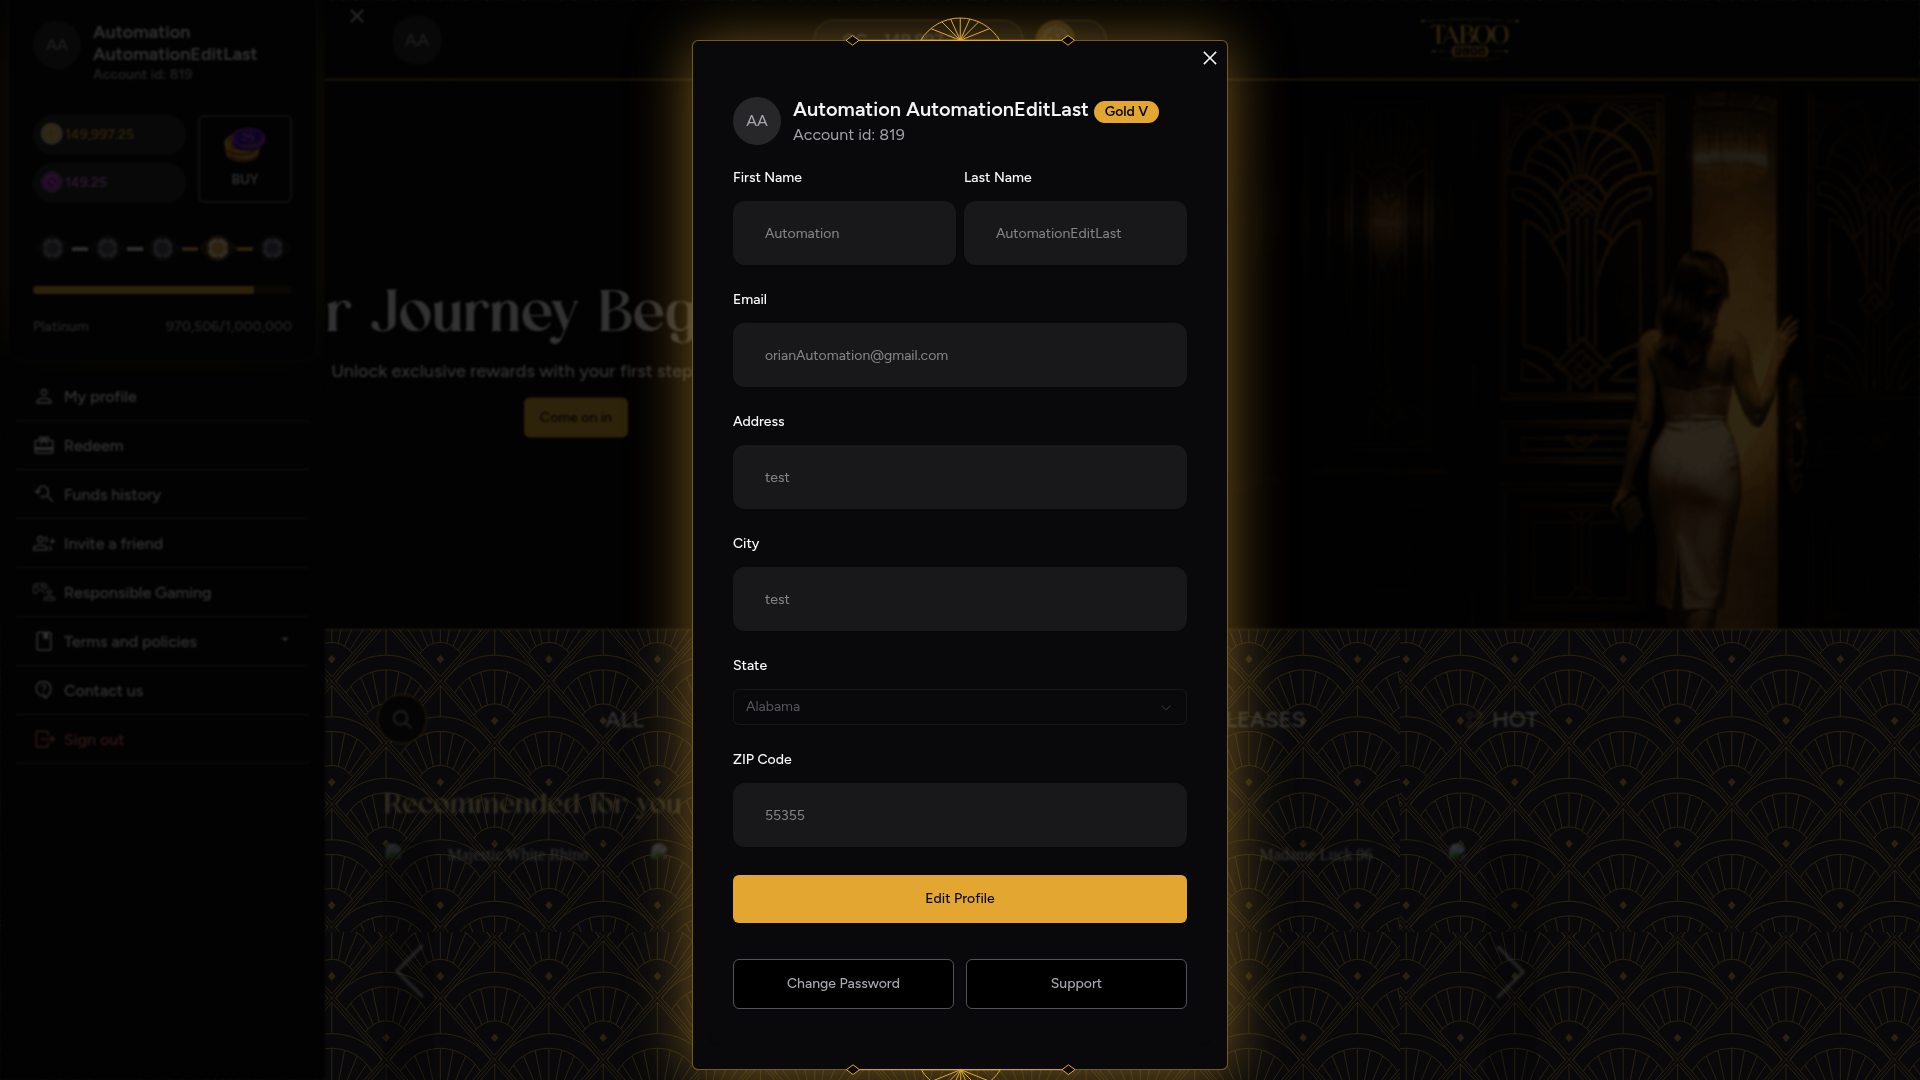 Automation
AutomationEditLast
Account id: 819
AA
149,997.25
149.25
BUY
Platinum
970,506/1,000,000
My profile
Redeem
Funds history
Invite a friend
Responsible Gaming
Terms and policies
Contact us
Sign out
AA
TABOO
r Journey Beg
Unlock exclusive rewards with your first step
Come on in
ALL
LEASES
HOT
Recommended for you
Majestic White Rhino
Madame Luck 96
AA
Automation AutomationEditLast
Gold V
Account id: 819
First Name
Last Name
Automation
AutomationEditLast
Email
orianAutomation@gmail.com
Address
test
City
test
State
Alabama
ZIP Code
55355
Edit Profile
Change Password
Support